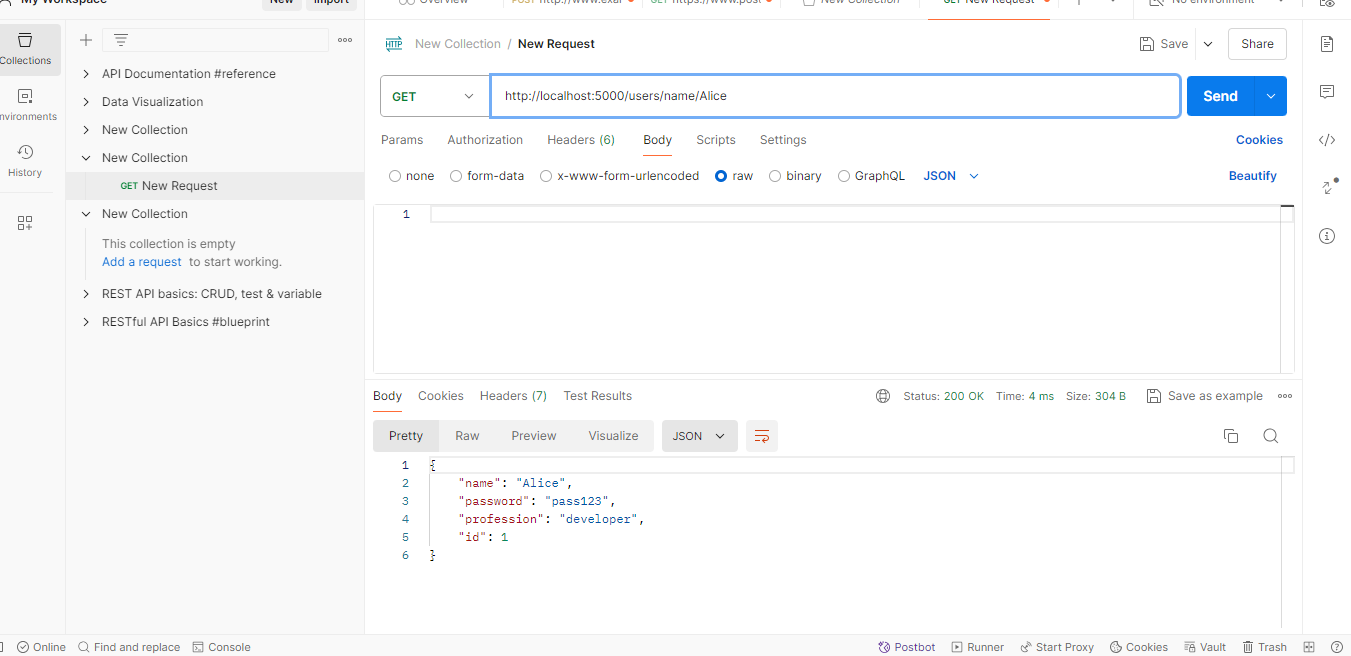 My Workspace
New
Import
Overview
POST http://www.exar
GET https://www.post
New Collection
GET New Request
No environment
Collections
nvironments
History
API Documentation #reference
Data Visualization
New Collection
New Collection
GET New Request
New Collection
This collection is empty
Add a request to start working.
REST API basics: CRUD, test & variable
RESTful API Basics #blueprint
HTTP New Collection / New Request
Save
Share
GET
http://localhost:5000/users/name/Alice
Send
Params Authorization Headers (6) Body Scripts Settings Cookies
none form-data x-www-form-urlencoded raw binary GraphQL JSON Beautify
1
Body Cookies Headers (7) Test Results Status: 200 OK Time: 4 ms Size: 304 B Save as example
Pretty Raw Preview Visualize JSON
1 {
2 "name": "Alice",
3 "password": "pass123",
4 "profession": "developer",
5 "id": 1
6 }
Online Find and replace Console Postbot Runner Start Proxy Cookies Vault Trash